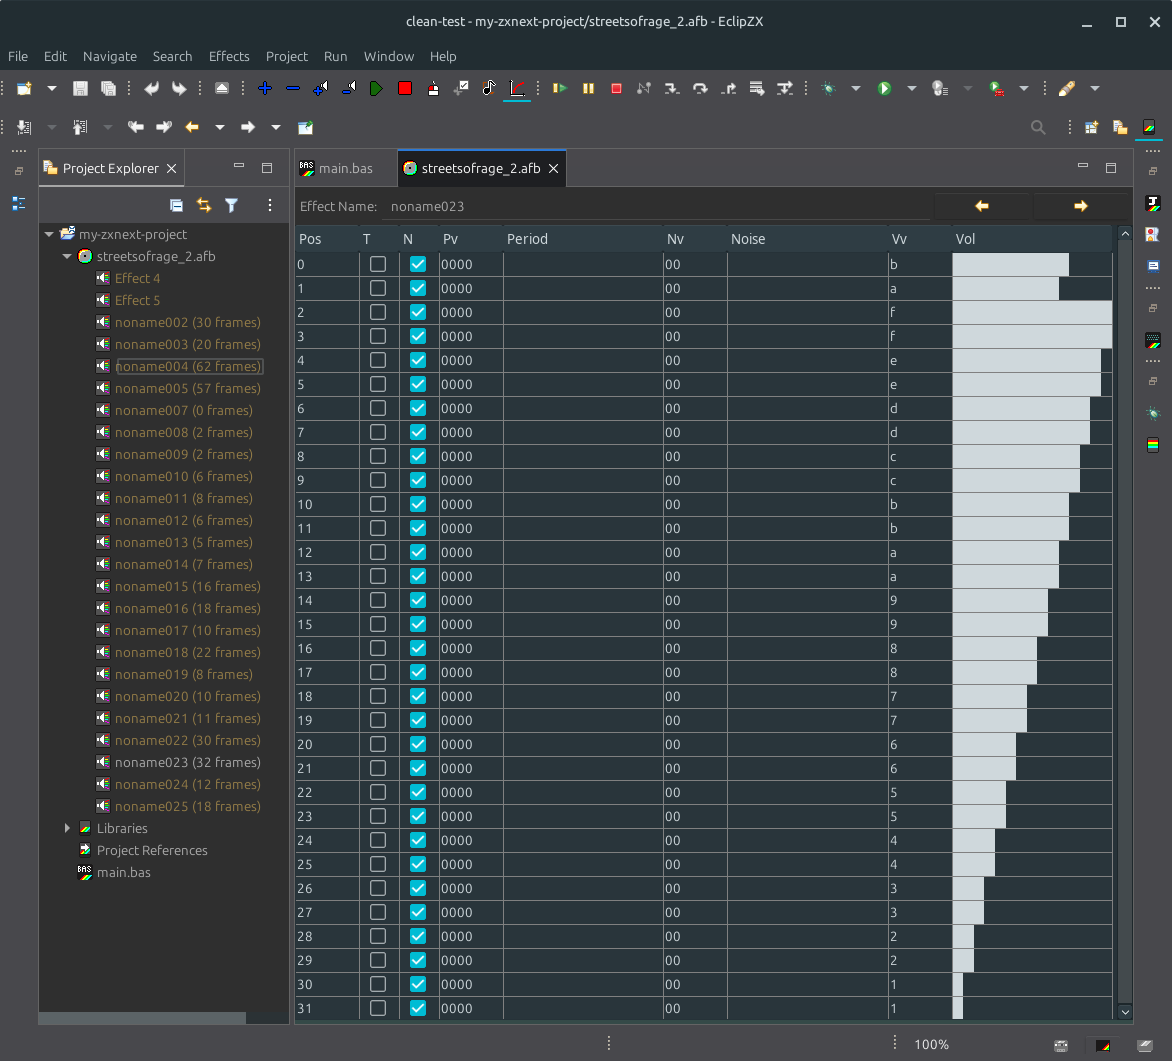 clean-test - my-zxnext-project/streetsofrage_2.afb - EclipZX
File Edit Navigate Search Effects Project Run Window Help
Project Explorer
main.bas streetsofrage_2.afb
Effect Name: noname023
my-zxnext-project
streetsofrage_2.afb
Effect 4
Effect 5
noname002 (30 frames)
noname003 (20 frames)
noname004 (62 frames)
noname005 (57 frames)
noname007 (0 frames)
noname008 (2 frames)
noname009 (2 frames)
noname010 (6 frames)
noname011 (8 frames)
noname012 (6 frames)
noname013 (5 frames)
noname014 (7 frames)
noname015 (16 frames)
noname016 (18 frames)
noname017 (10 frames)
noname018 (22 frames)
noname019 (8 frames)
noname020 (10 frames)
noname021 (11 frames)
noname022 (30 frames)
noname023 (32 frames)
noname024 (12 frames)
noname025 (18 frames)
Libraries
Project References
BAS main.bas
Pos T N Pv Period Nv Noise Vv Vol
0 0000 00 b
1 0000 00 a
2 0000 00 f
3 0000 00 f
4 0000 00 e
5 0000 00 e
6 0000 00 d
7 0000 00 d
8 0000 00 c
9 0000 00 c
10 0000 00 b
11 0000 00 b
12 0000 00 a
13 0000 00 a
14 0000 00 9
15 0000 00 9
16 0000 00 8
17 0000 00 8
18 0000 00 7
19 0000 00 7
20 0000 00 6
21 0000 00 6
22 0000 00 5
23 0000 00 5
24 0000 00 4
25 0000 00 4
26 0000 00 3
27 0000 00 3
28 0000 00 2
29 0000 00 2
30 0000 00 1
31 0000 00 1
100%